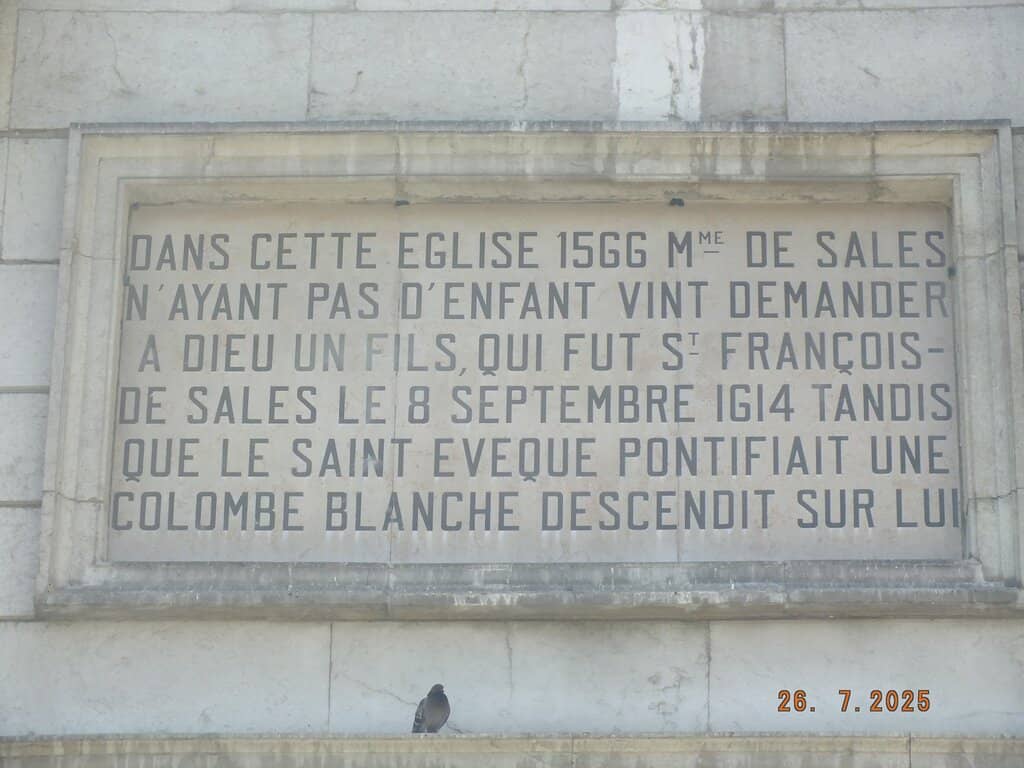 DANS CETTE EGLISE 1566 MME DE SALES
N'AYANT PAS D'ENFANT VINT DEMANDER
A DIEU UN FILS, QUI FUT ST FRANÇOIS-
DE SALES LE 8 SEPTEMBRE 1614 TANDIS
QUE LE SAINT EVEQUE PONTIFIAIT UNE
COLOMBE BLANCHE DESCENDIT SUR LUI
26. 7.2025